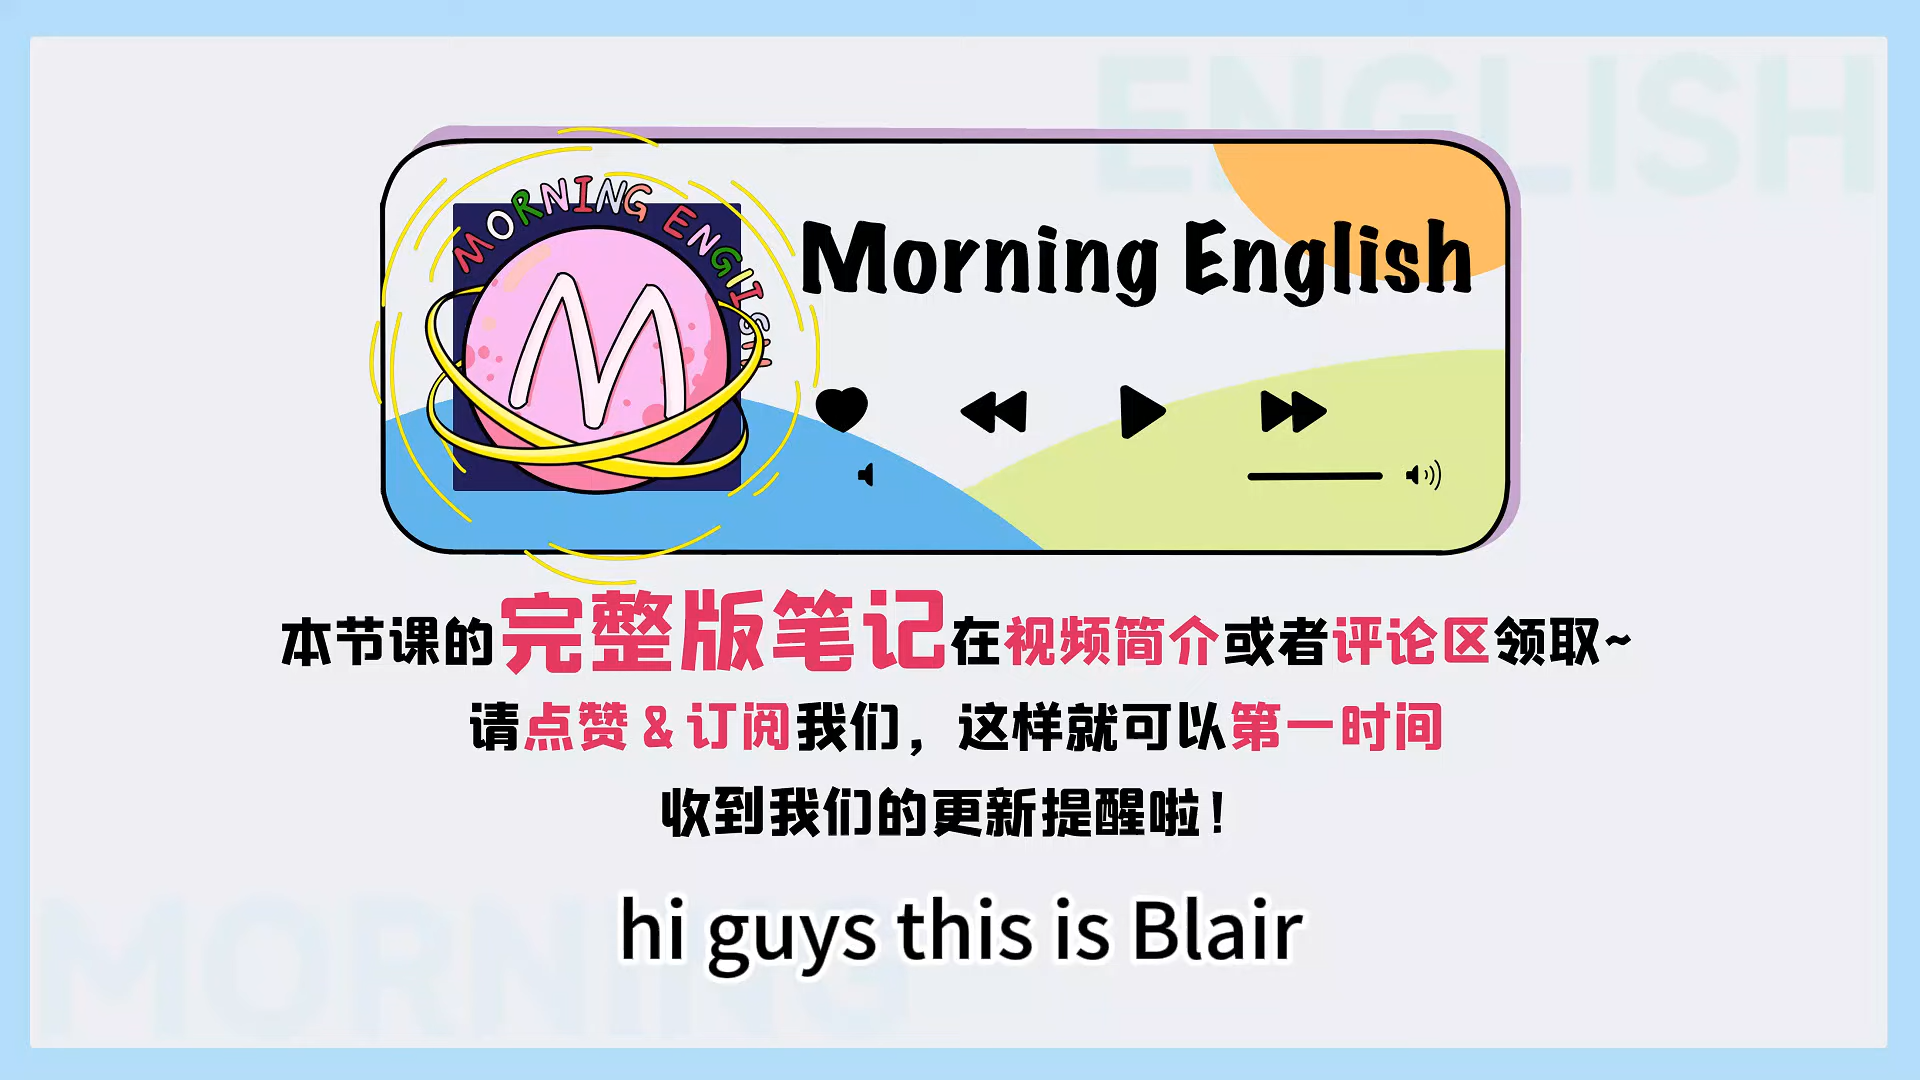 ENGLISH
MORNING ENGLISH
M
Morning English
本节课的完整版笔记在视频简介或者评论区领取~
请点赞&订阅我们，这样就可以第一时间
收到我们的更新提醒啦！
hi guys this is Blair
MORNING